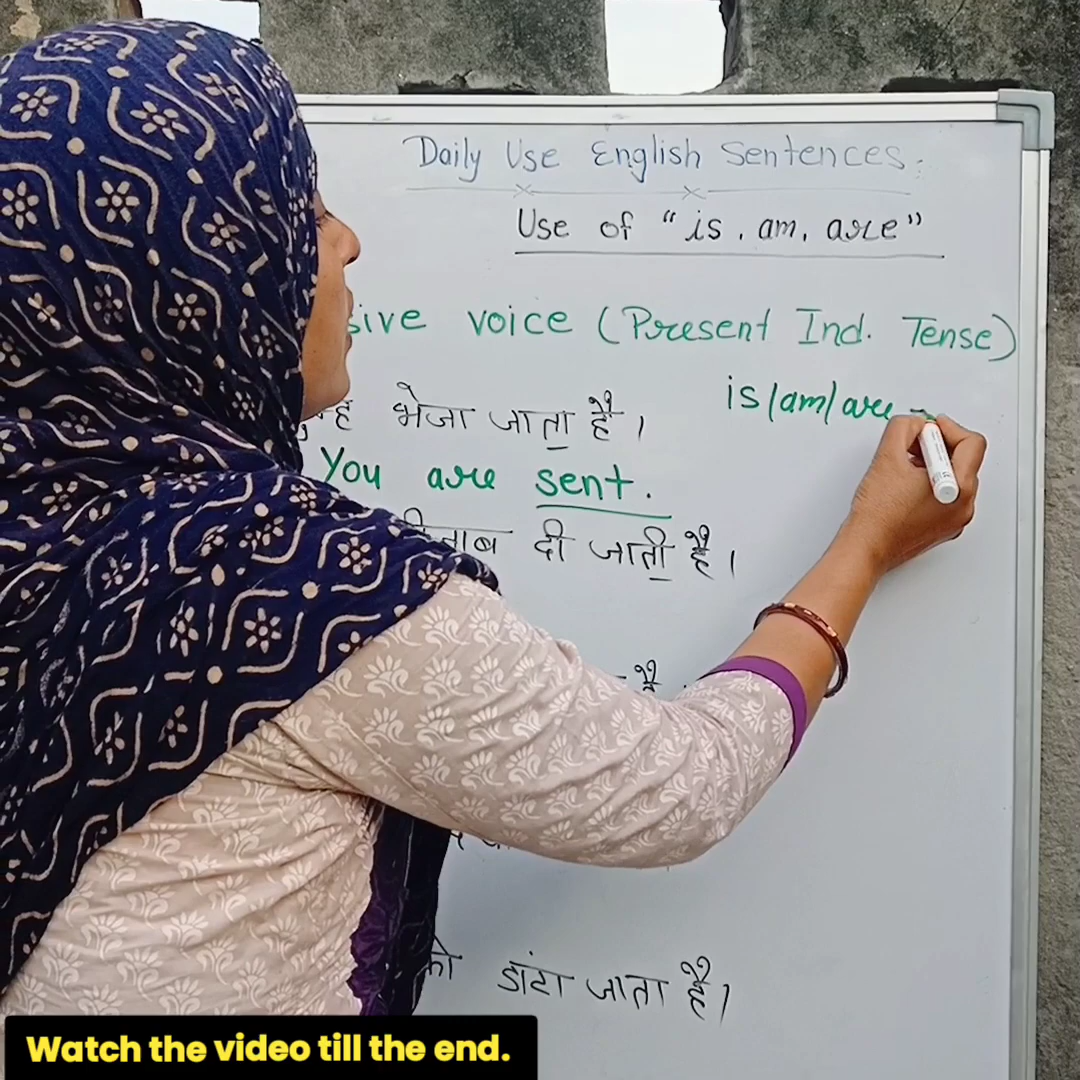 Daily Use English Sentences:
Use of "is, am, are"
sive voice (Present Ind. Tense)
भेजा जाता है।
is/am/are
You are sent.
दी जाती है।
है
को डांटा जाता है।
Watch the video till the end.